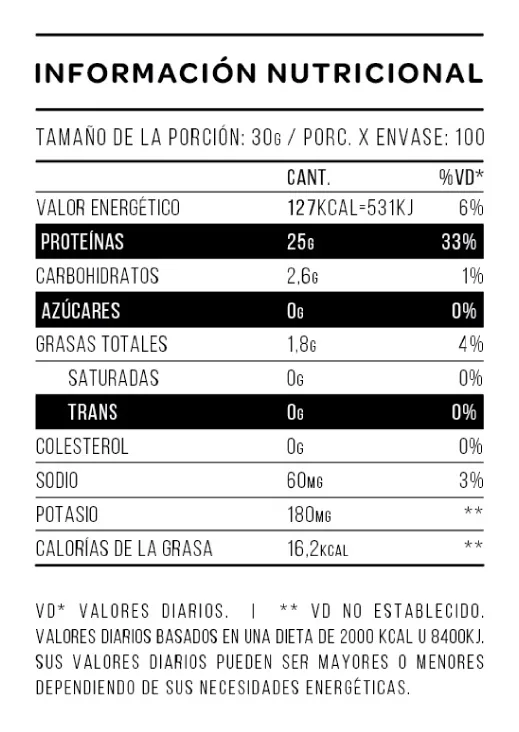 INFORMACIÓN NUTRICIONAL
TAMAÑO DE LA PORCIÓN: 30G / PORC. X ENVASE: 100
CANT. %VD*
VALOR ENERGÉTICO 127KCAL=531KJ 6%
PROTEÍNAS 25G 33%
CARBOHIDRATOS 2,6G 1%
AZÚCARES 0G 0%
GRASAS TOTALES 1,8G 4%
SATURADAS 0G 0%
TRANS 0G 0%
COLESTEROL 0G 0%
SODIO 60MG 3%
POTASIO 180MG **
CALORÍAS DE LA GRASA 16,2KCAL **
VD* VALORES DIARIOS. | ** VD NO ESTABLECIDO.
VALORES DIARIOS BASADOS EN UNA DIETA DE 2000 KCAL U 8400KJ.
SUS VALORES DIARIOS PUEDEN SER MAYORES O MENORES
DEPENDIENDO DE SUS NECESIDADES ENERGÉTICAS.